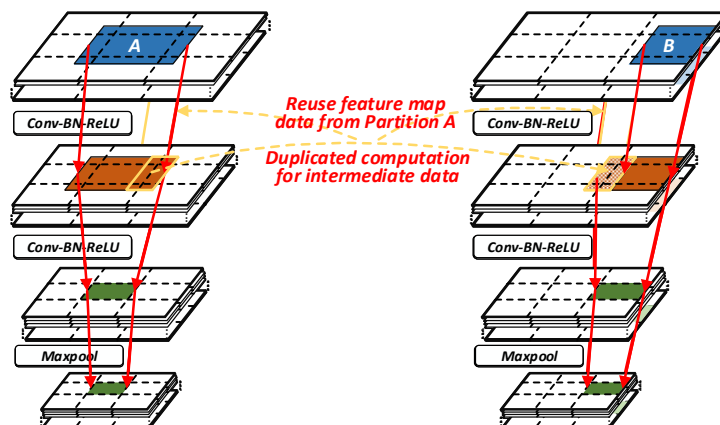 A
B
Reuse feature map
data from Partition A
Conv-BN-ReLU
Conv-BN-ReLU
Duplicated computation
for intermediate data
Conv-BN-ReLU
Conv-BN-ReLU
Maxpool
Maxpool